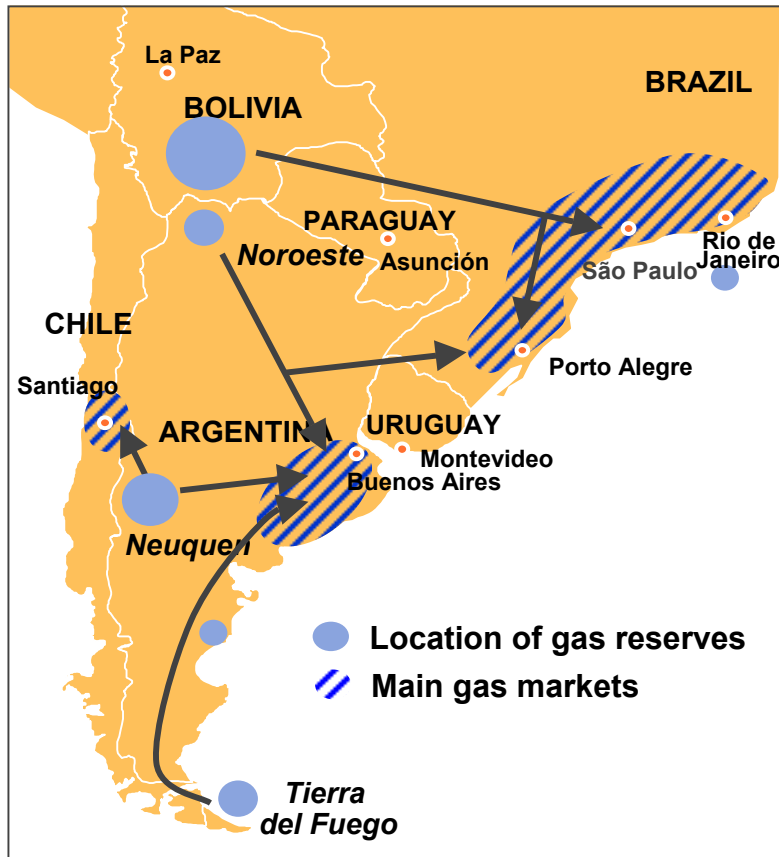 La Paz
BRAZIL
BOLIVIA
PARAGUAY
Noroeste
Asunción
Rio de
Janeiro
São Paulo
CHILE
Porto Alegre
Santiago
ARGENTINA
URUGUAY
Montevideo
Buenos Aires
Neuquen
Location of gas reserves
Main gas markets
Tierra
del Fuego